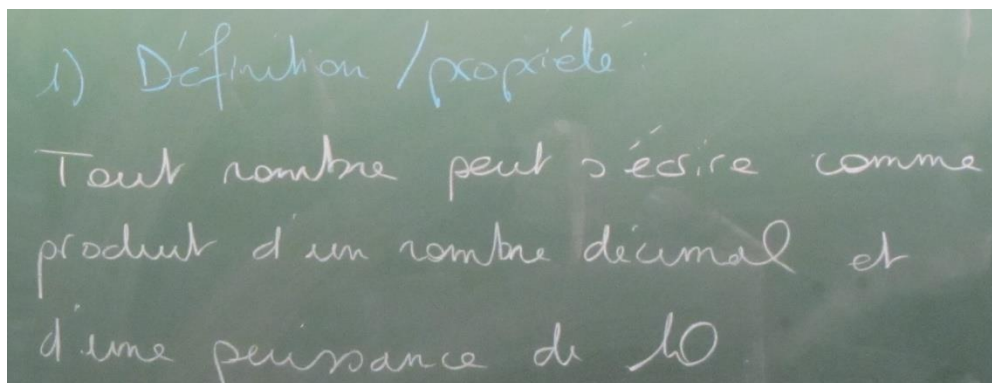 1) Définition / propriété :
Tout nombre peut s'écrire comme
produit d'un nombre décimal et
d'une puissance de 10